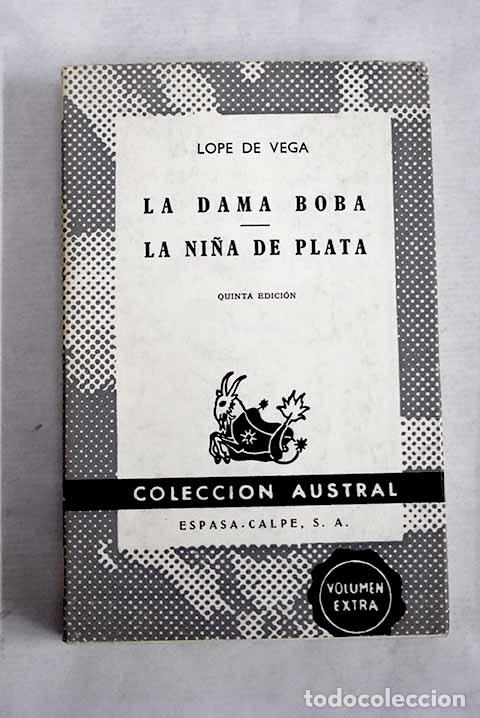 LOPE DE VEGA
LA DAMA BOBA
LA NIÑA DE PLATA
QUINTA EDICIÓN
COLECCION AUSTRAL
ESPASA-CALPE, S. A.
VOLUMEN
EXTRA
todocoleccion